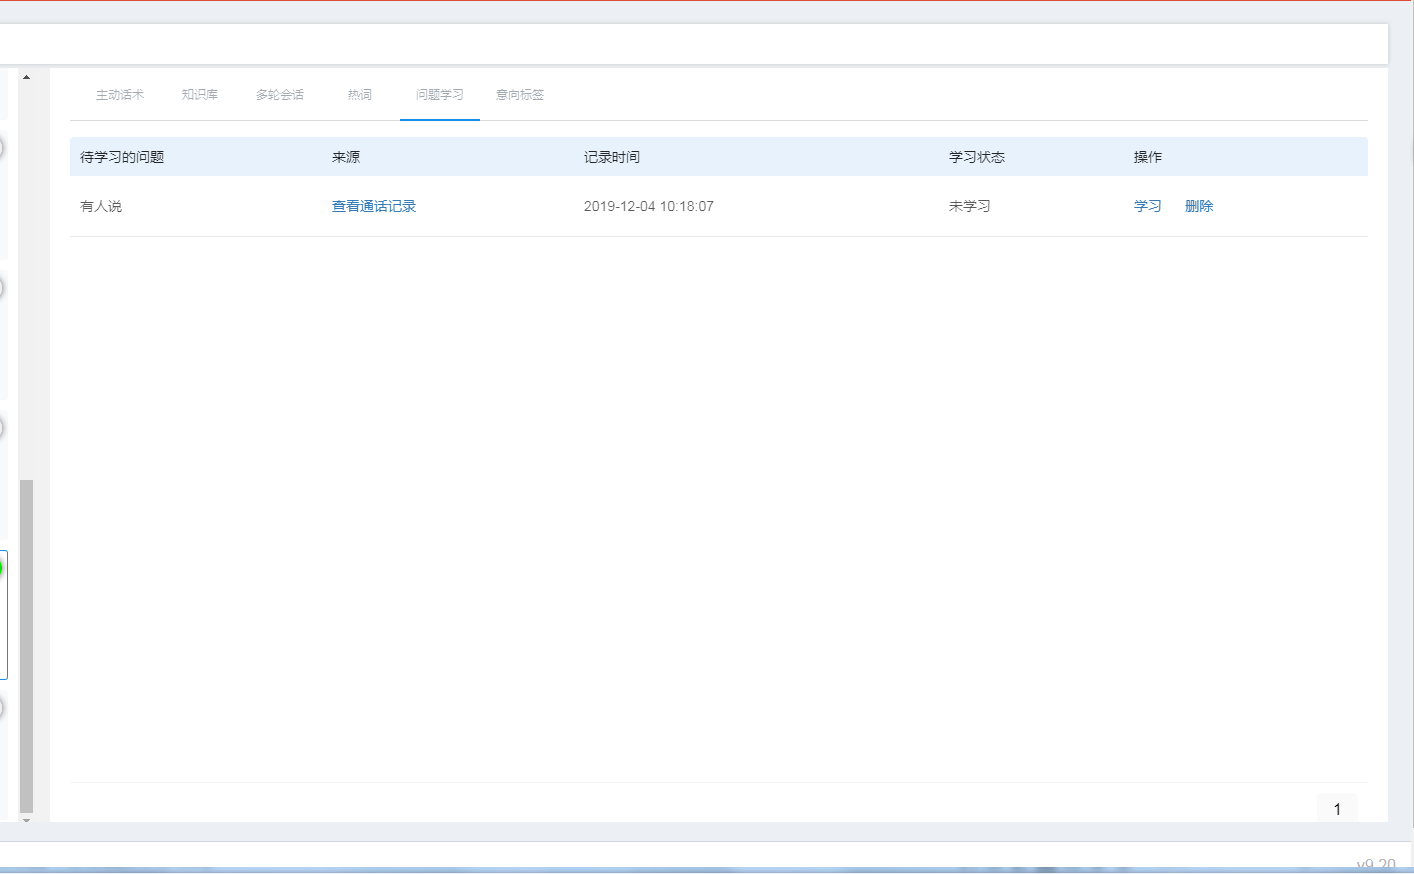 主动话术 知识库 多轮会话 热词 问题学习 意向标签
待学习的问题 来源 记录时间 学习状态 操作
有人说 查看通话记录 2019-12-04 10:18:07 未学习 学习 删除
1
v9.20